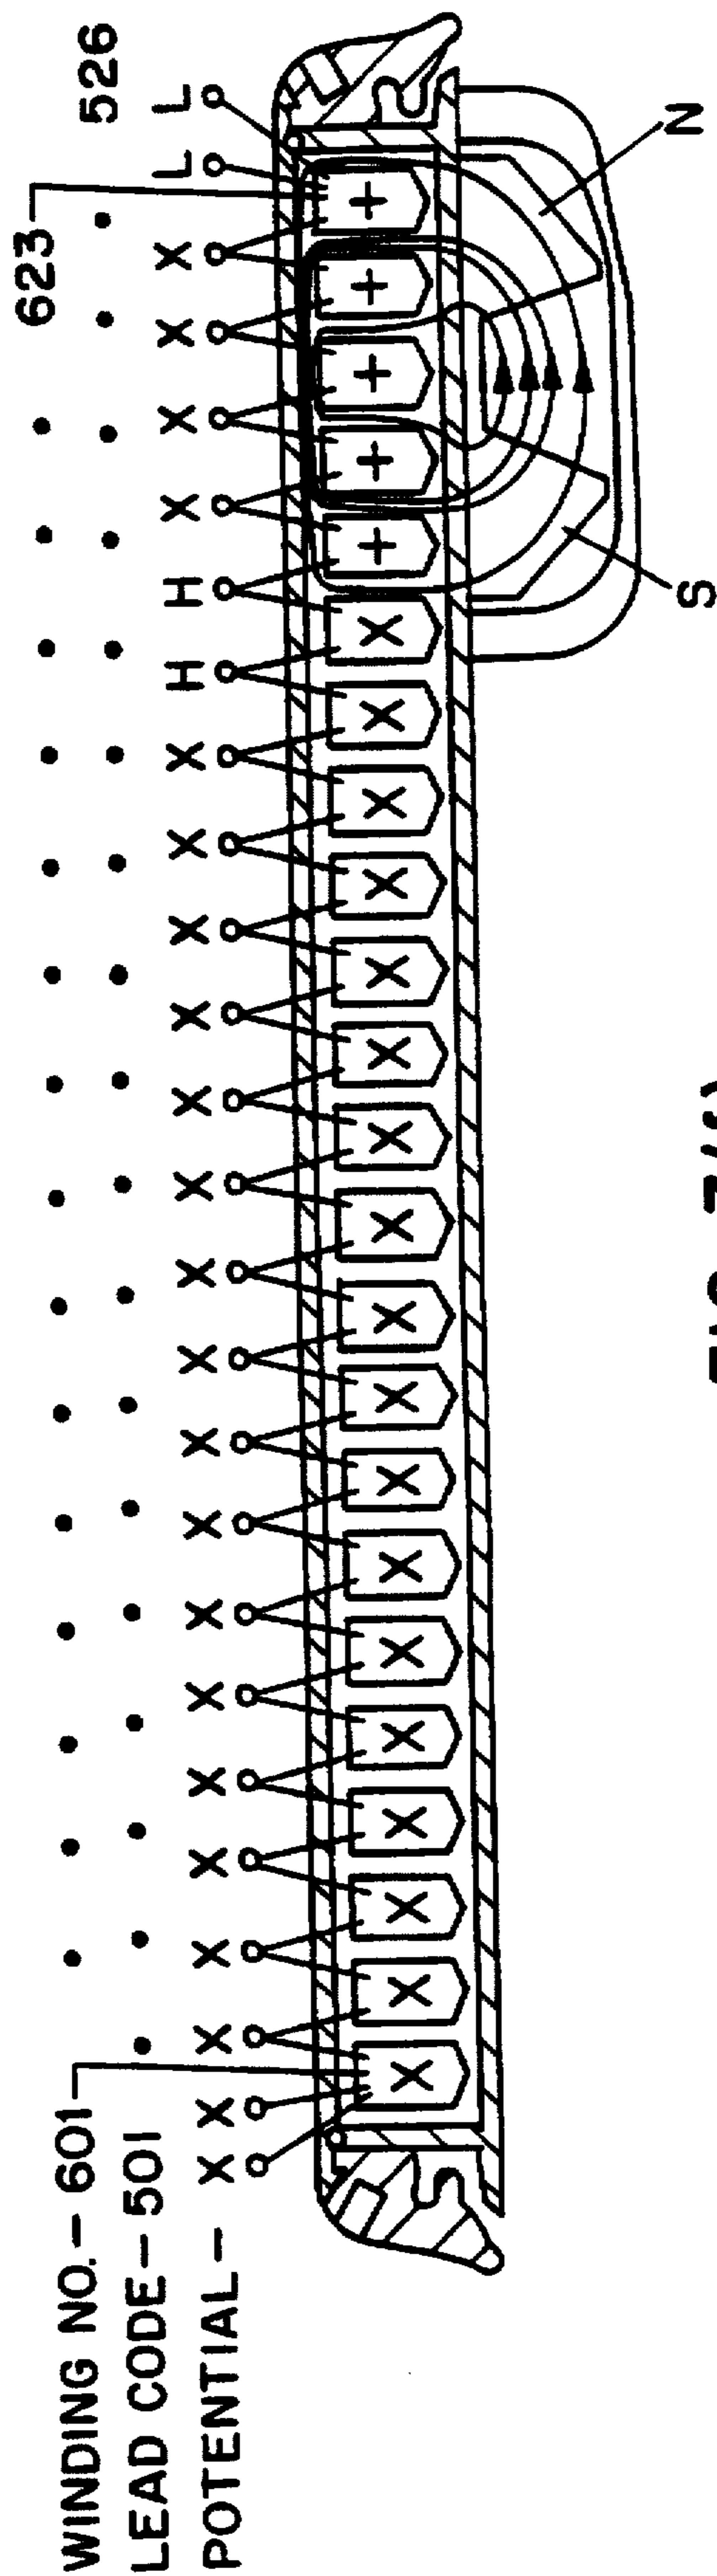 WINDING NO.– 601 623
LEAD CODE – 501 526
POTENTIAL – X X X X X X X X X X X X X X X X X X H H X X X X L L
X X X X X X X X X X X X X X X X X X + + + + +
S N